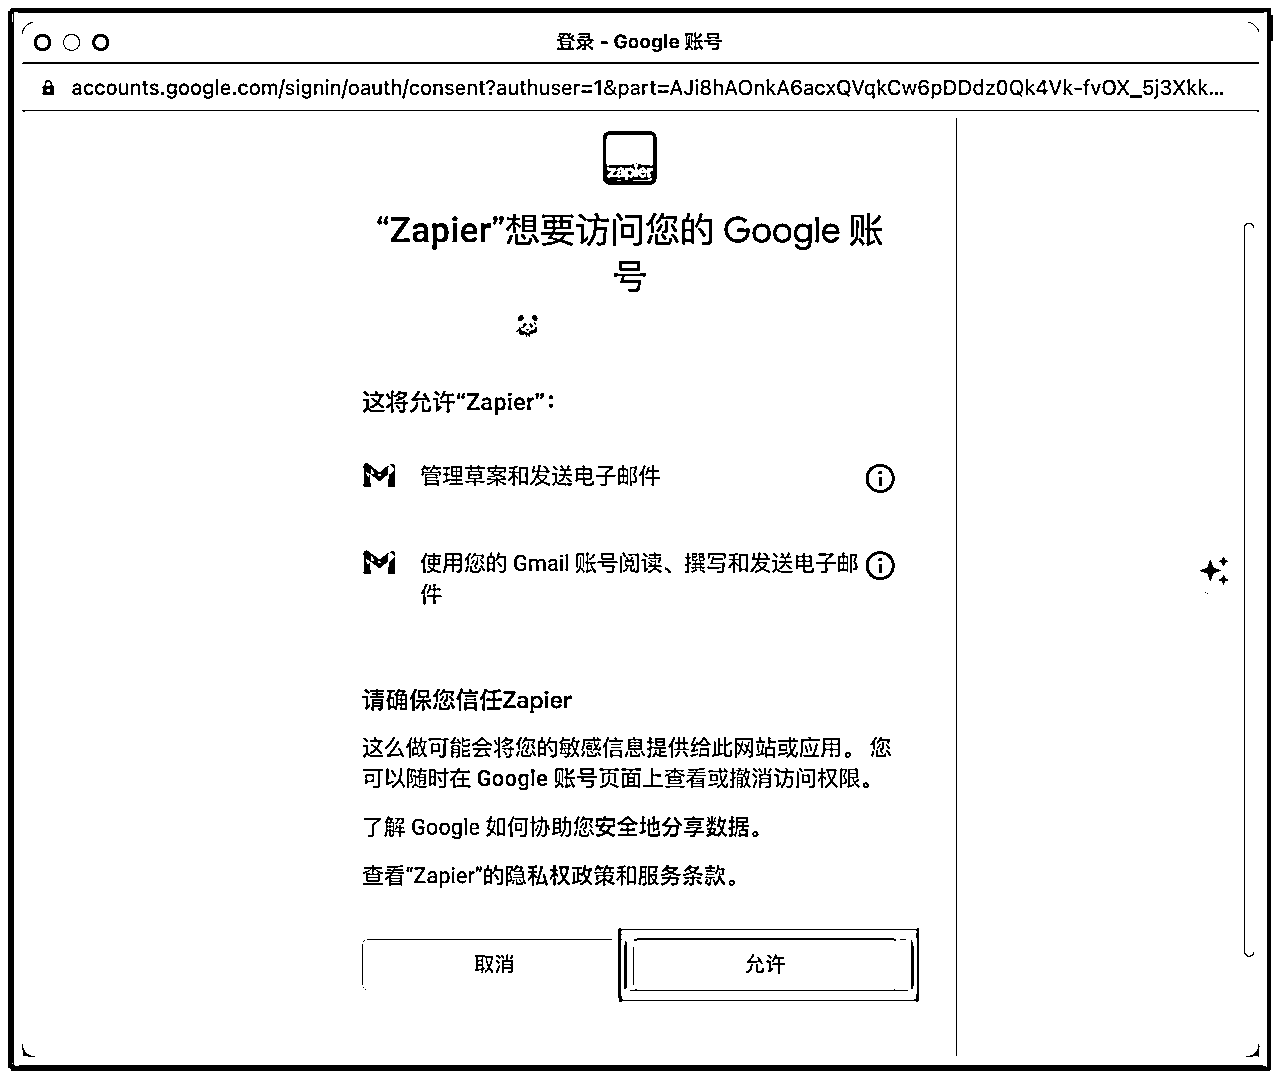 登录 - Google 账号
accounts.google.com/signin/oauth/consent?authuser=1&part=AJi8hAOnkA6acxQVqkCw6pDDdz0Qk4Vk-fvOX_5j3Xkk...
zapier
“Zapier”想要访问您的 Google 账
号
这将允许“Zapier”：
管理草案和发送电子邮件
使用您的 Gmail 账号阅读、撰写和发送电子邮
件
请确保您信任Zapier
这么做可能会将您的敏感信息提供给此网站或应用。 您
可以随时在 Google 账号页面上查看或撤消访问权限。
了解 Google 如何协助您安全地分享数据。
查看“Zapier”的隐私权政策和服务条款。
取消
允许